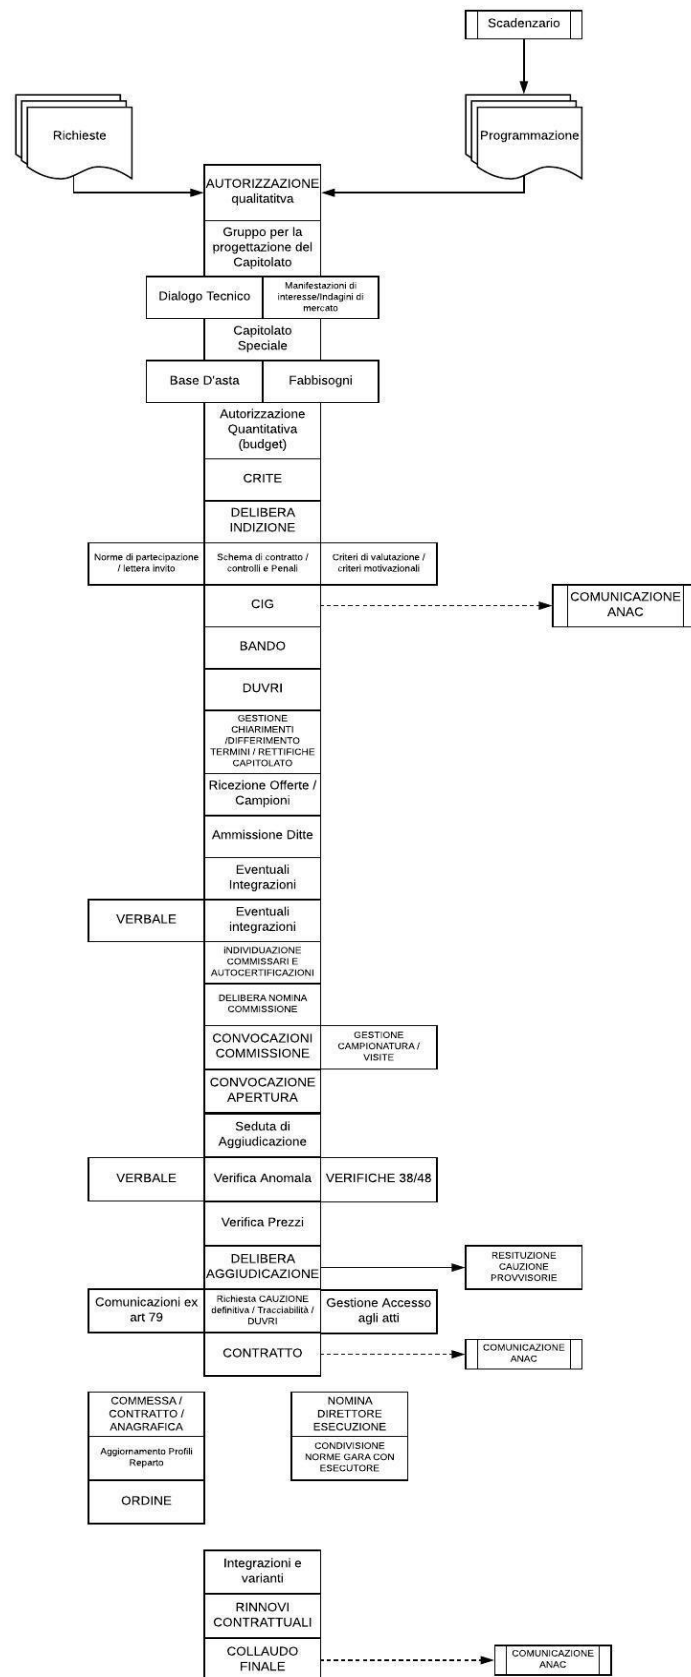 Scadenzario
Richieste
Programmazione
AUTORIZZAZIONE
qualitatitva
Gruppo per la
progettazione del
Capitolato
Dialogo Tecnico
Manifestazioni di
interesse/Indagini di
mercato
Capitolato
Speciale
Base D'asta
Fabbisogni
Autorizzazione
Quantitativa
(budget)
CRITE
DELIBERA
INDIZIONE
Norme di partecipazione
/ lettera invito
Schema di contratto /
controlli e Penali
Criteri di valutazione /
criteri motivazionali
CIG
COMUNICAZIONE
ANAC
BANDO
DUVRI
GESTIONE
CHIARIMENTI
/DIFFERIMENTO
TERMINI / RETTIFICHE
CAPITOLATO
Ricezione Offerte /
Campioni
Ammissione Ditte
Eventuali
Integrazioni
VERBALE
Eventuali
integrazioni
iNDIVIDUAZIONE
COMMISSARI E
AUTOCERTIFICAZIONI
DELIBERA NOMINA
COMMISSIONE
CONVOCAZIONI
COMMISSIONE
GESTIONE
CAMPIONATURA /
VISITE
CONVOCAZIONE
APERTURA
Seduta di
Aggiudicazione
VERBALE
Verifica Anomala
VERIFICHE 38/48
Verifica Prezzi
DELIBERA
AGGIUDICAZIONE
RESITUZIONE
CAUZIONE
PROVVISORIE
Comunicazioni ex
art 79
Richiesta CAUZIONE
definitiva / Tracciabilità /
DUVRI
Gestione Accesso
agli atti
CONTRATTO
COMUNICAZIONE
ANAC
COMMESSA /
CONTRATTO /
ANAGRAFICA
NOMINA
DIRETTORE
ESECUZIONE
Aggiornamento Profili
Reparto
CONDIVISIONE
NORME GARA CON
ESECUTORE
ORDINE
Integrazioni e
varianti
RINNOVI
CONTRATTUALI
COLLAUDO
FINALE
COMUNICAZIONE
ANAC